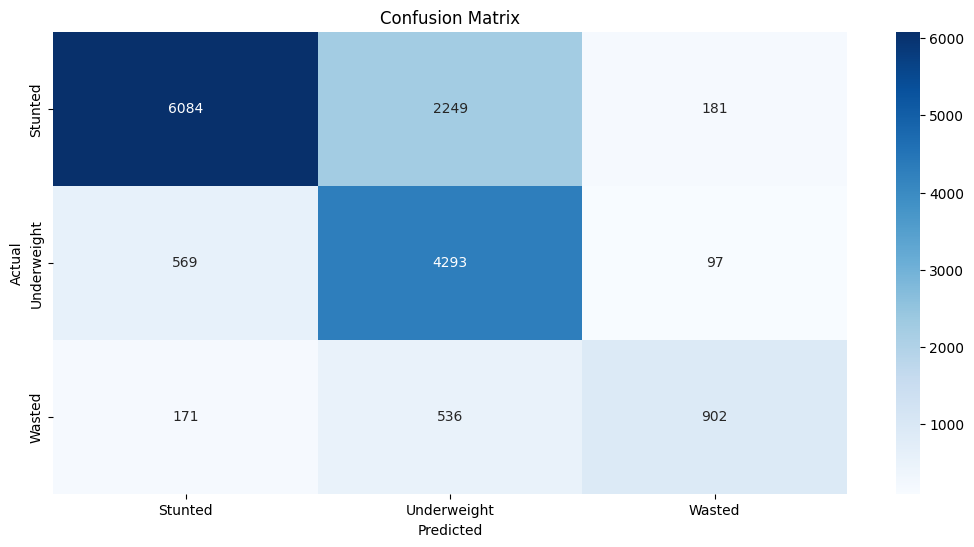 Confusion Matrix
Actual
Stunted
6084
2249
181
Underweight
569
4293
97
Wasted
171
536
902
Stunted
Underweight
Wasted
Predicted
6000
5000
4000
3000
2000
1000